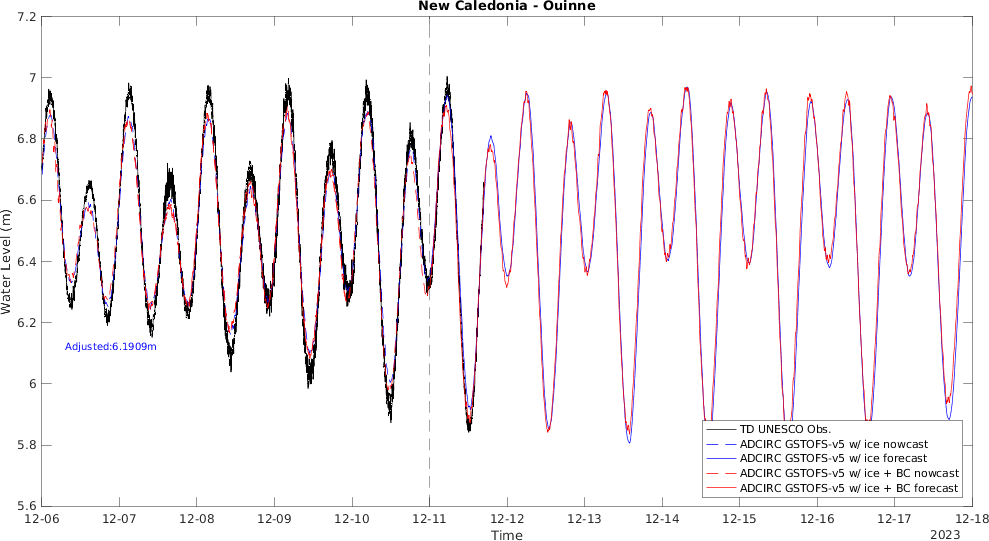 New Caledonia - Ouinne
7.2
7
6.8
6.6
6.4
6.2
6
5.8
5.6
Water Level (m)
Adjusted:6.1909m
TD UNESCO Obs.
ADCIRC GSTOFS-v5 w/ ice nowcast
ADCIRC GSTOFS-v5 w/ ice forecast
ADCIRC GSTOFS-v5 w/ ice + BC nowcast
ADCIRC GSTOFS-v5 w/ ice + BC forecast
12-06 12-07 12-08 12-09 12-10 12-11 12-12 12-13 12-14 12-15 12-16 12-17 12-18
Time
2023